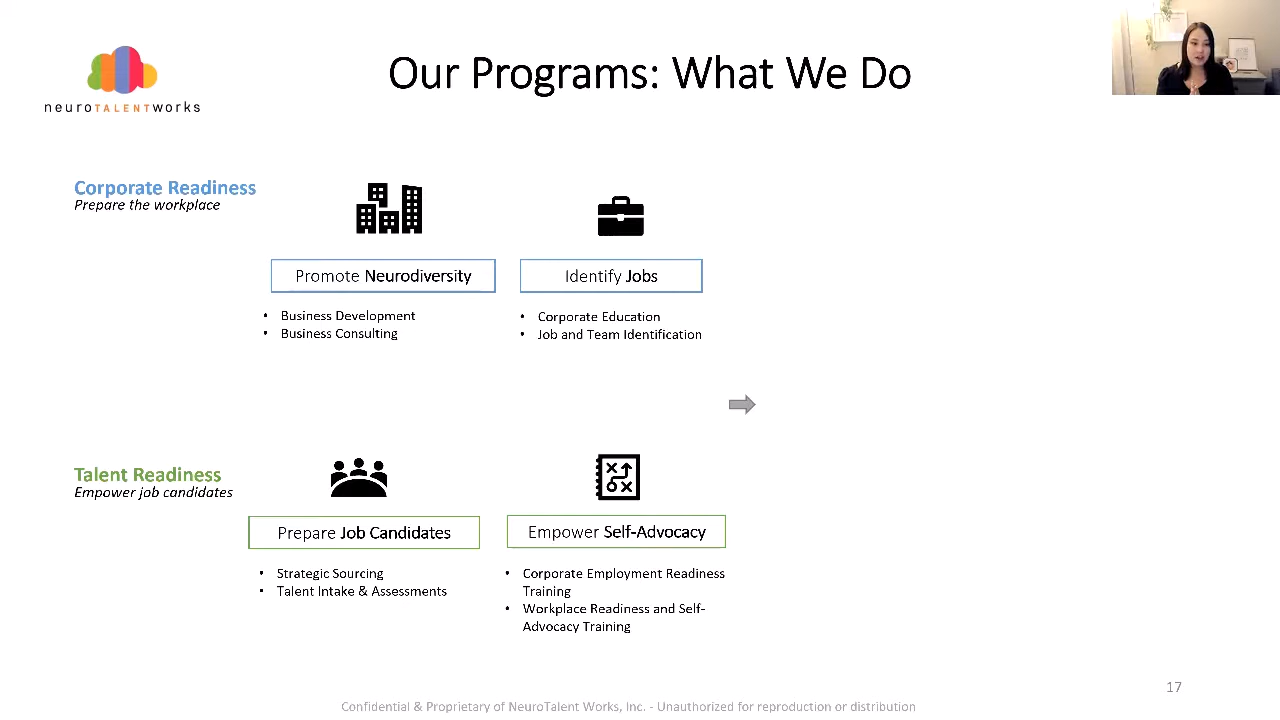 Our Programs: What We Do
neuroTALENTworks
Corporate Readiness
Prepare the workplace
Promote Neurodiversity
Identify Jobs
• Business Development
• Business Consulting
• Corporate Education
• Job and Team Identification
Talent Readiness
Empower job candidates
Prepare Job Candidates
Empower Self-Advocacy
• Strategic Sourcing
• Talent Intake & Assessments
• Corporate Employment Readiness
Training
• Workplace Readiness and Self-
Advocacy Training
17
Confidential & Proprietary of NeuroTalent Works, Inc. - Unauthorized for reproduction or distribution